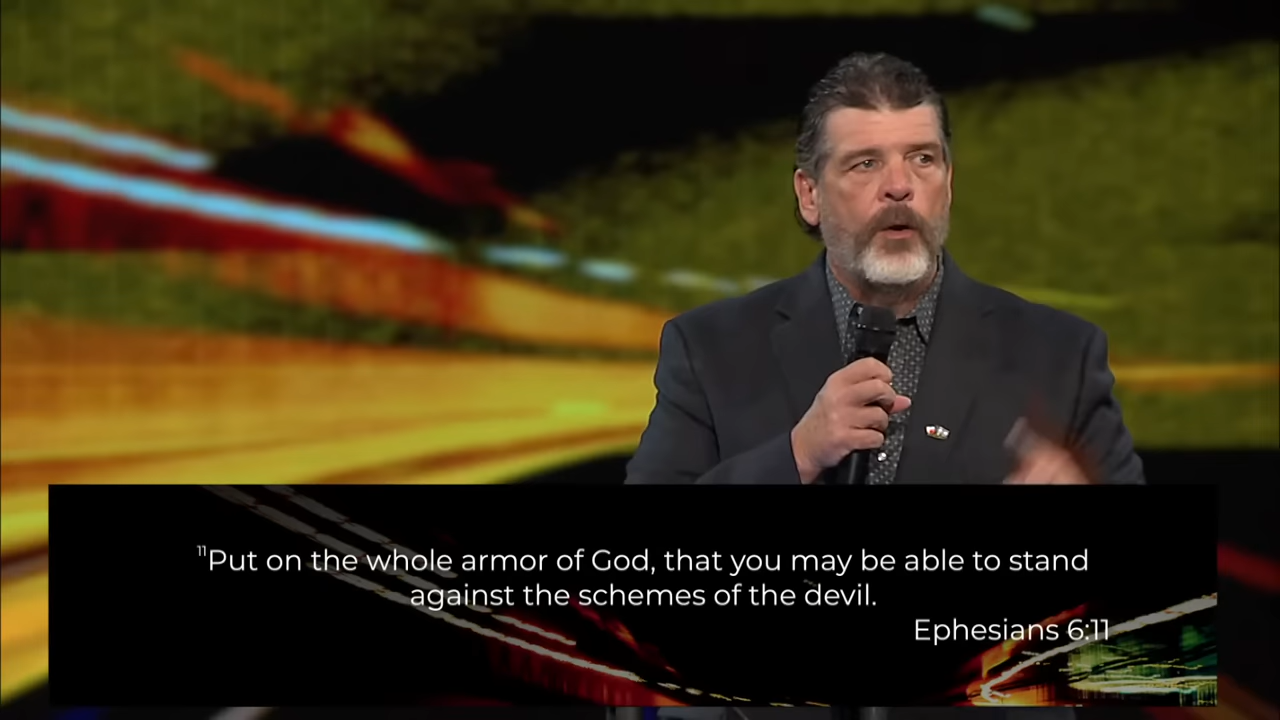 ¹¹Put on the whole armor of God, that you may be able to stand
against the schemes of the devil.
Ephesians 6:11